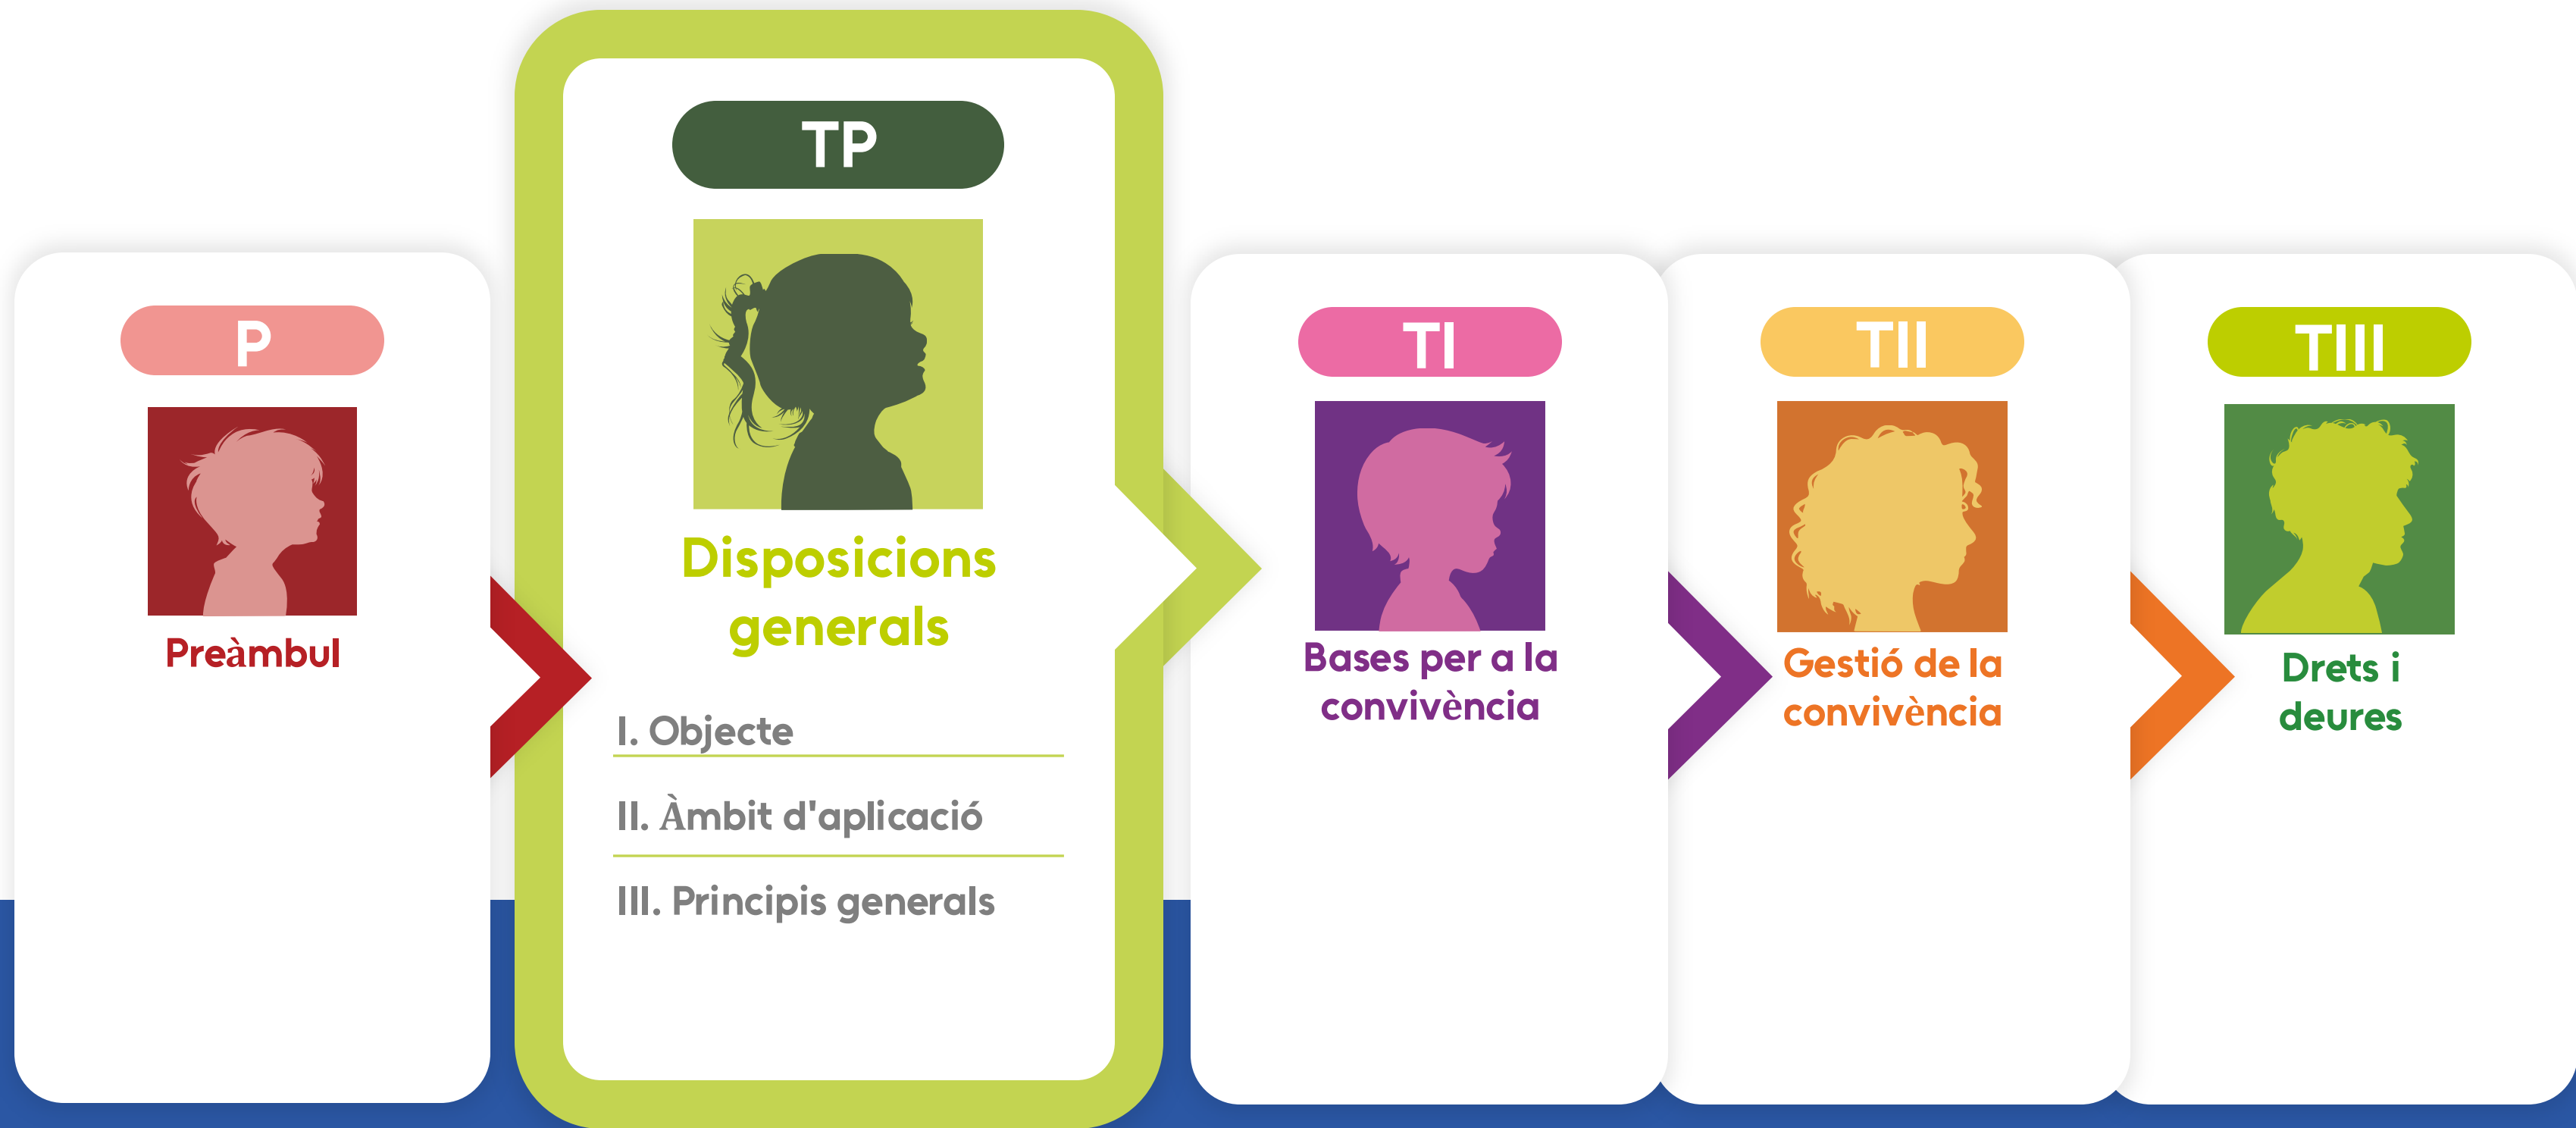 P
Preàmbul
TP
Disposicions
generals
I. Objecte
II. Àmbit d'aplicació
III. Principis generals
TI
Bases per a la
convivència
TII
Gestió de la
convivència
TIII
Drets i
deures